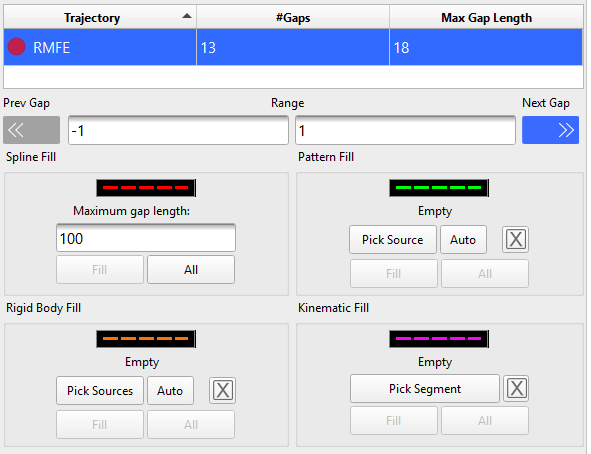 Trajectory #Gaps Max Gap Length
RMFE 13 18
Prev Gap Range Next Gap
-1 1
Spline Fill Pattern Fill
Maximum gap length: Empty
100 Pick Source Auto X
Fill All Fill All
Rigid Body Fill Kinematic Fill
Empty Empty
Pick Sources Auto X Pick Segment X
Fill All Fill All